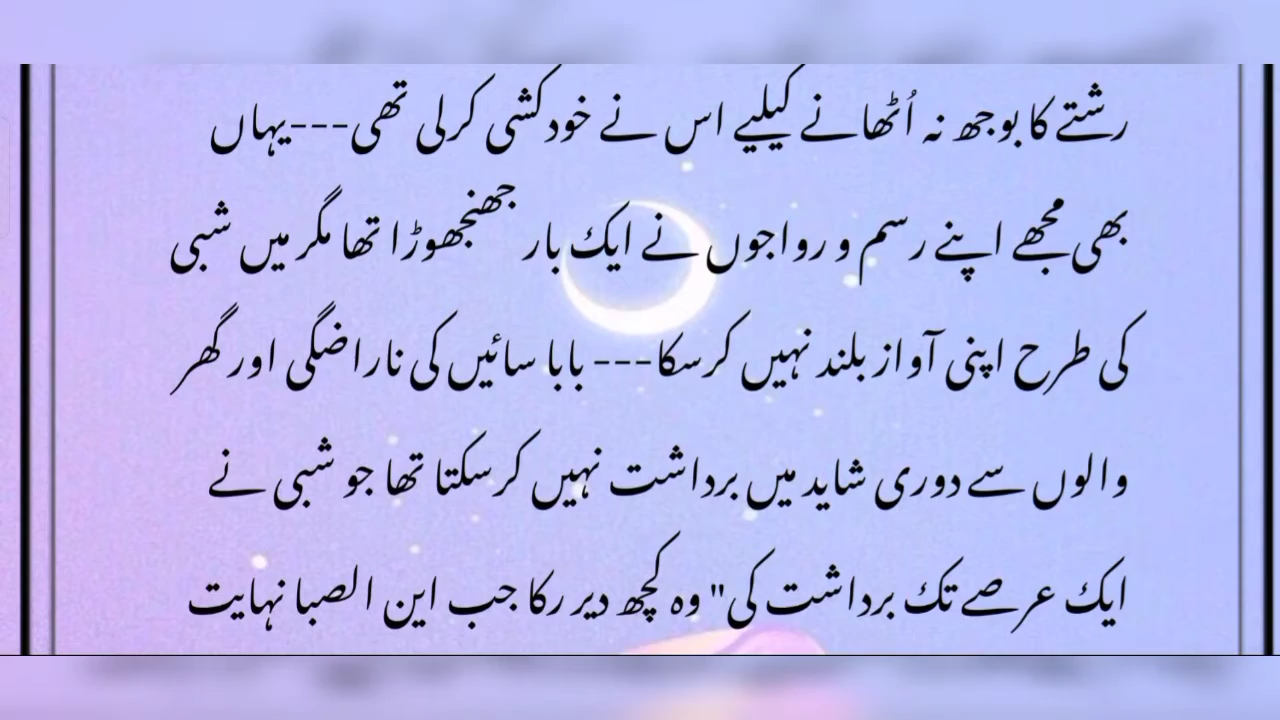 رشتے کا بوجھ نہ اُٹھانے کیلیے اس نے خودکشی کرلی تھی---یہاں
بھی مجھے اپنے رسم و رواجوں نے ایک بار جھنجھوڑا تھا مگر میں شبی
کی طرح اپنی آواز بلند نہیں کرسکا--- بابا سائیں کی ناراضگی اور گھر
والوں سے دوری شاید میں برداشت نہیں کرسکتا تھا جو شبی نے
ایک عرصے تک برداشت کی" وہ کچھ دیر رکا جب این الصبا نہایت